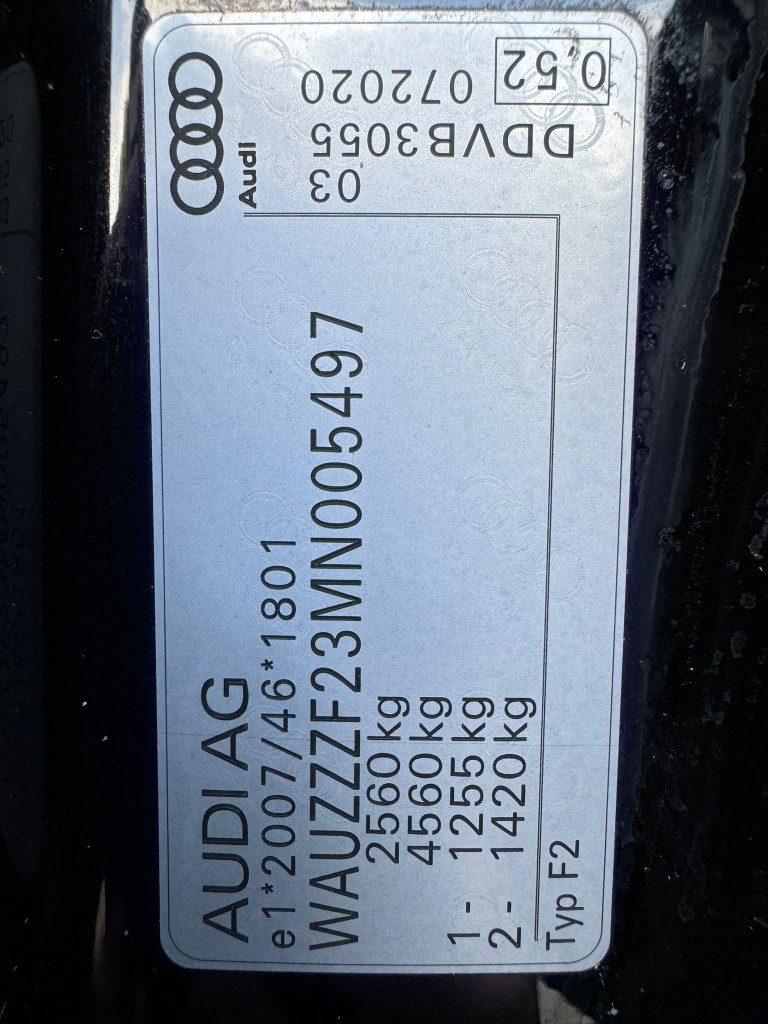 AUDI AG
e1*2007/46*1801
WAUZZZF23MN005497
2560 kg
4560 kg
1- 1255 kg
2- 1420 kg
Typ F2
Audi
03
DDVB3055
072020
0,52